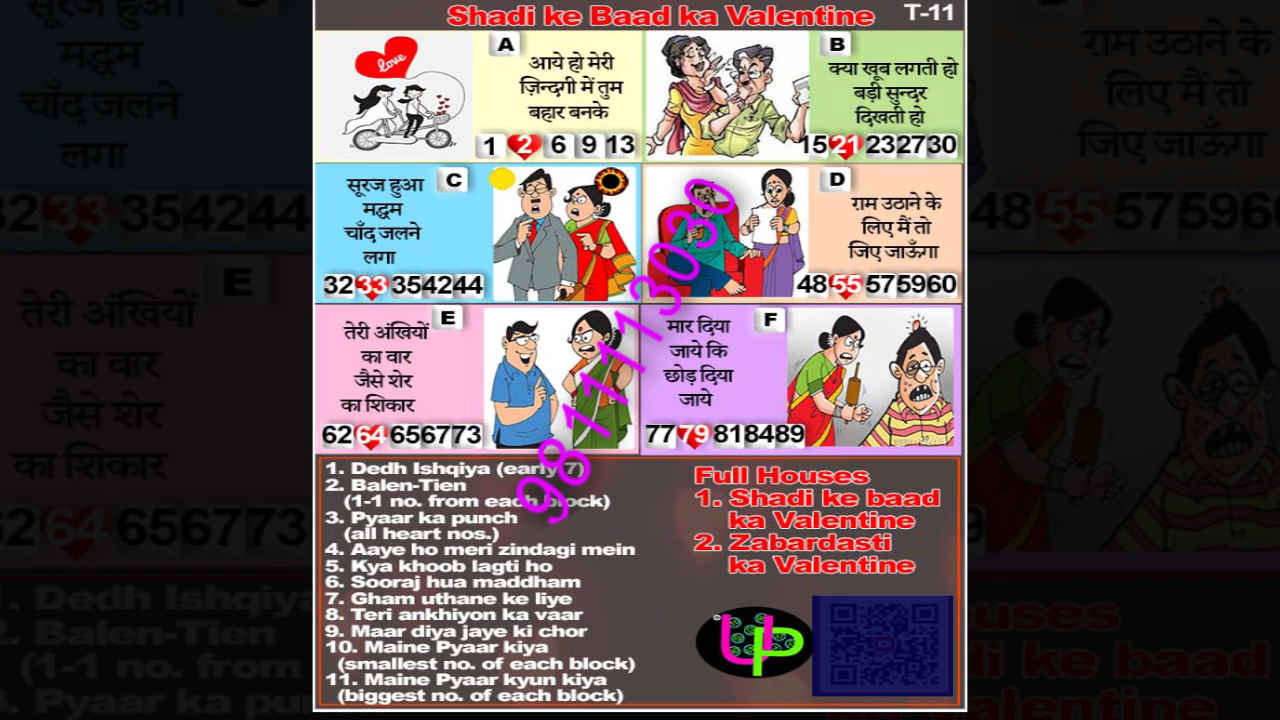 Shadi ke Baad ka Valentine
T-11
love
A
आये हो मेरी
ज़िन्दगी में तुम
बहार बनके
1 2 6 9 13
B
क्या खूब लगती हो
बड़ी सुन्दर
दिखती हो
15 21 23 27 30
C
सूरज हुआ
मद्धम
चाँद जलने
लगा
32 33 35 42 44
D
ग़म उठाने के
लिए मैं तो
जिए जाऊँगा
48 55 57 59 60
E
तेरी अंखियों
का वार
जैसे शेर
का शिकार
62 64 65 67 73
F
मार दिया
जाये कि
छोड़ दिया
जाये
77 79 81 84 89
9811113030
1. Dedh Ishqiya (early 7)
2. Balen-Tien
(1-1 no. from each block)
3. Pyaar ka punch
(all heart nos.)
4. Aaye ho meri zindagi mein
5. Kya khoob lagti ho
6. Sooraj hua maddham
7. Gham uthane ke liye
8. Teri ankhiyon ka vaar
9. Maar diya jaye ki chor
10. Maine Pyaar kiya
(smallest no. of each block)
11. Maine Pyaar kyun kiya
(biggest no. of each block)
Full Houses
1. Shadi ke baad
ka Valentine
2. Zabardasti
ka Valentine
© UP